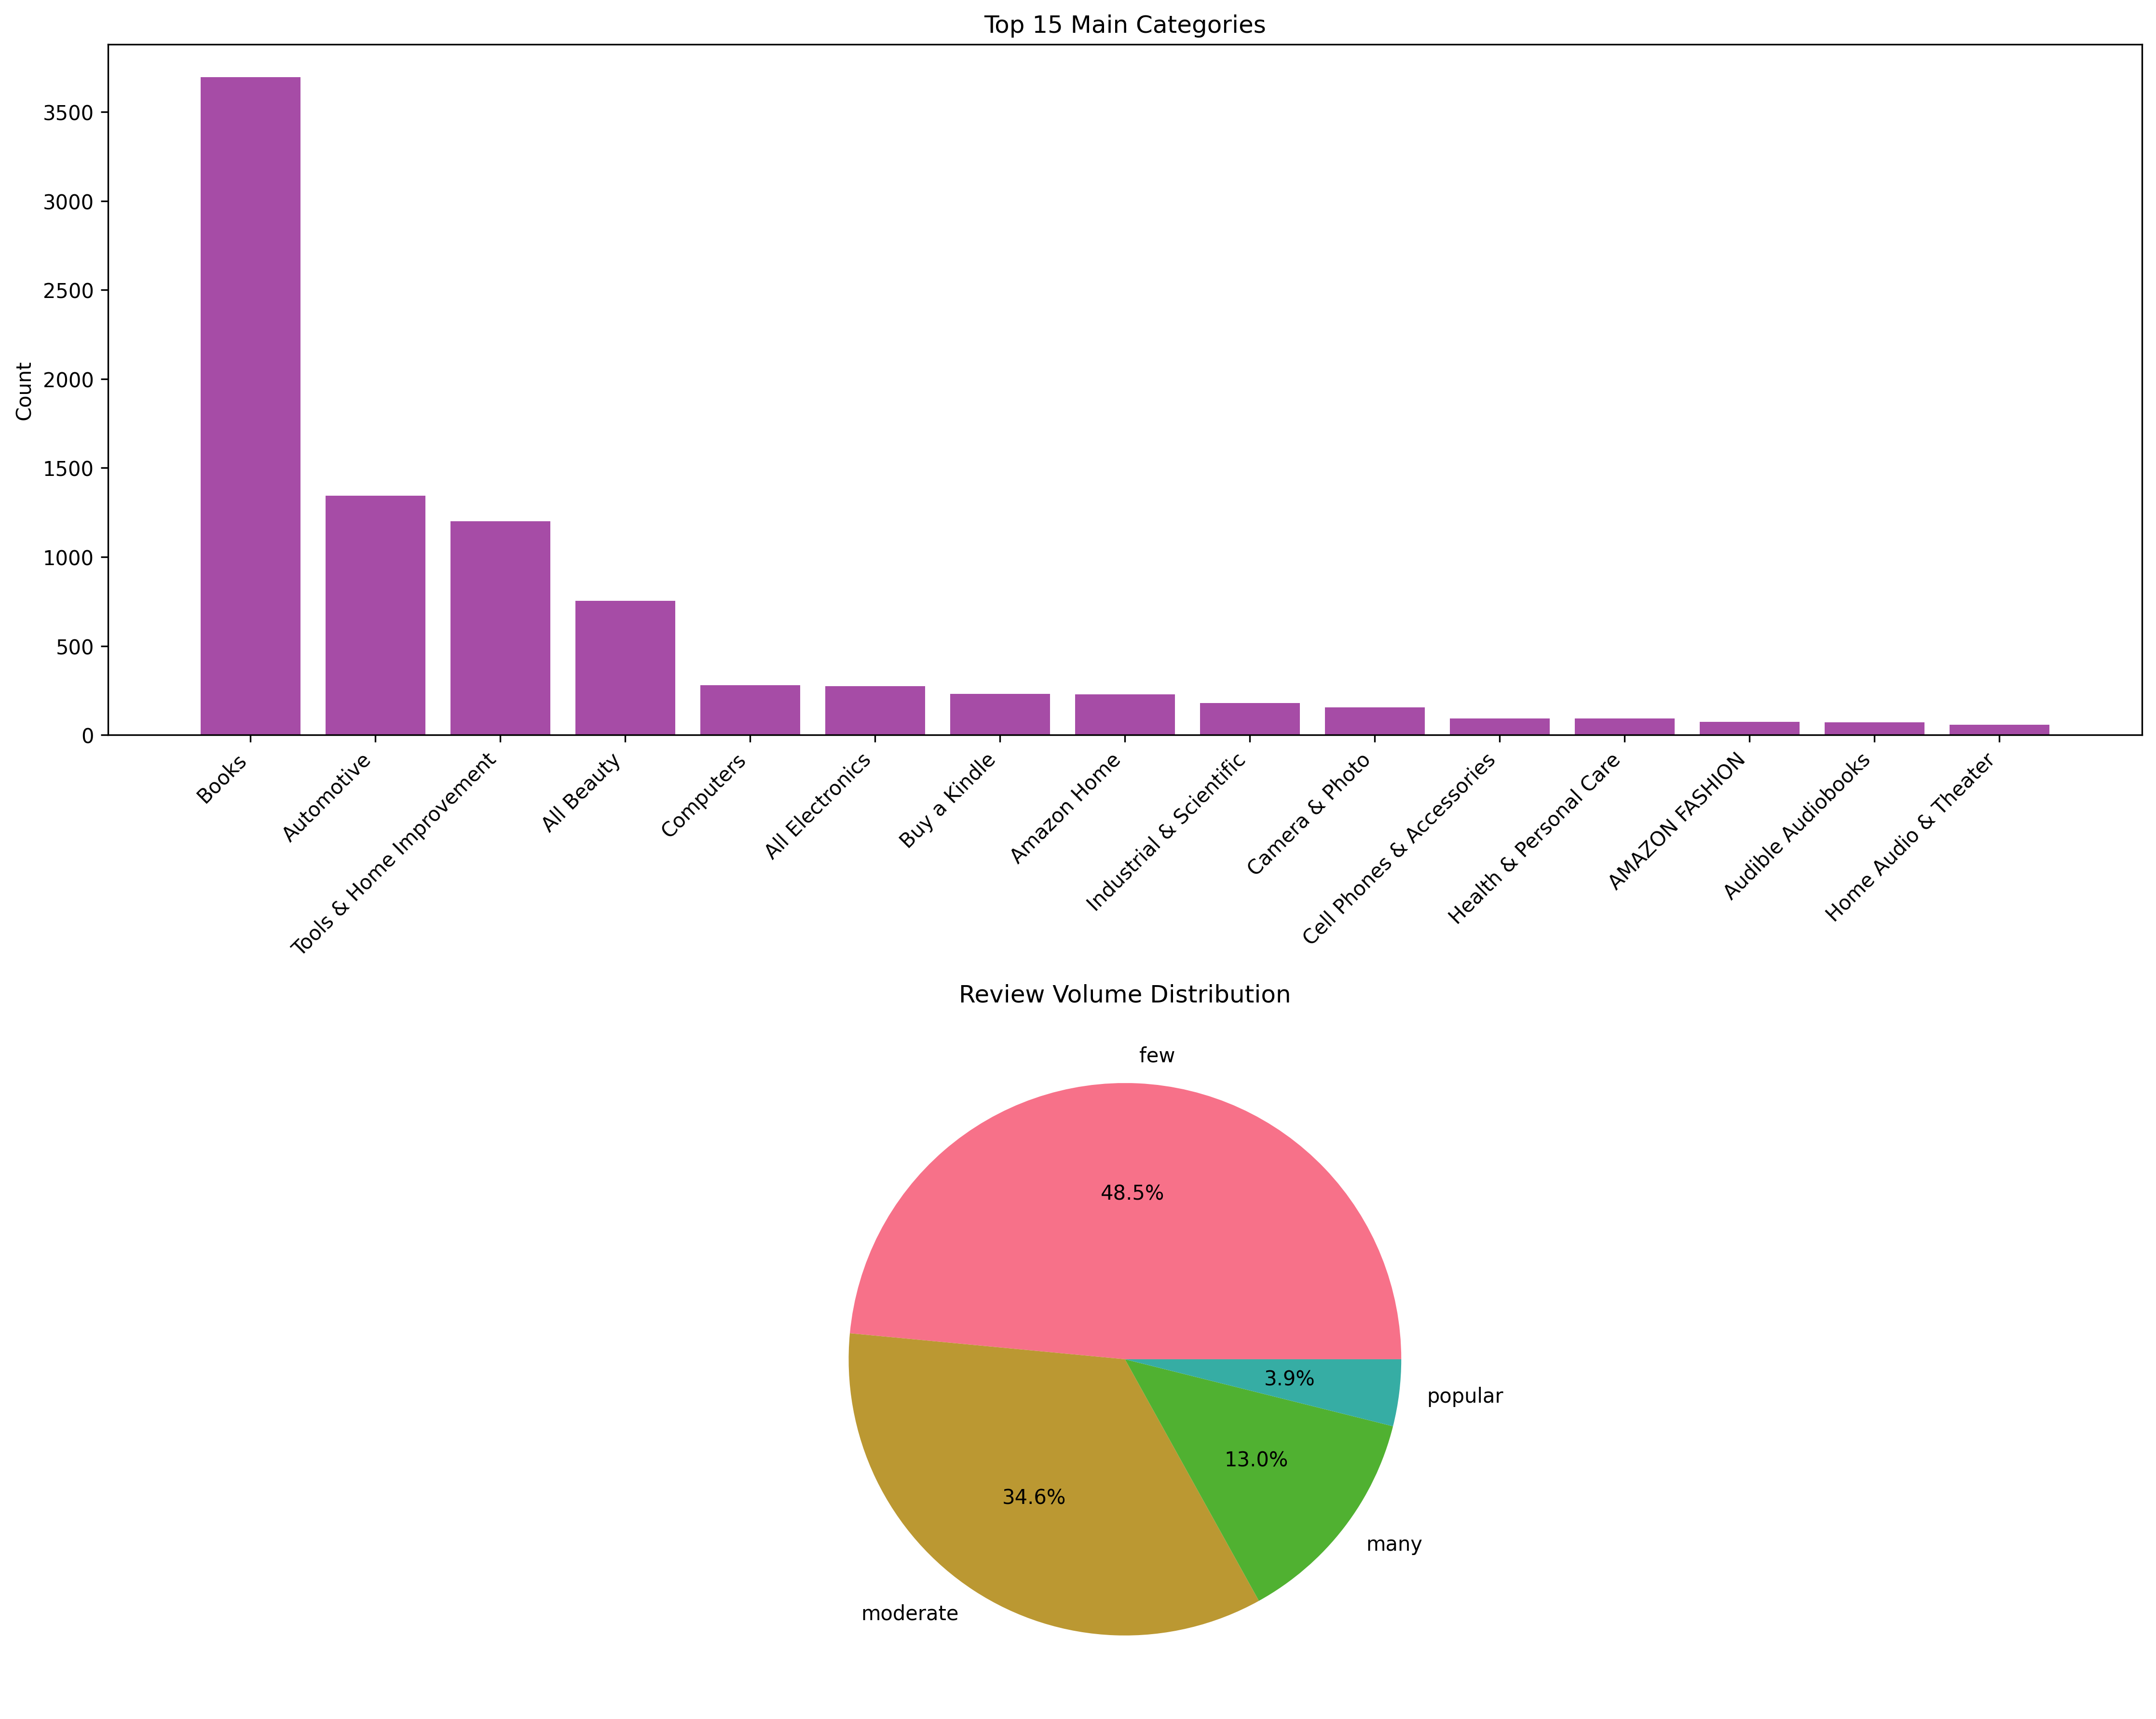 Top 15 Main Categories
Count
3500
3000
2500
2000
1500
1000
500
0
Books
Automotive
Tools & Home Improvement
All Beauty
Computers
All Electronics
Buy a Kindle
Amazon Home
Industrial & Scientific
Camera & Photo
Cell Phones & Accessories
Health & Personal Care
AMAZON FASHION
Audible Audiobooks
Home Audio & Theater
Review Volume Distribution
few
48.5%
3.9%
popular
13.0%
34.6%
many
moderate